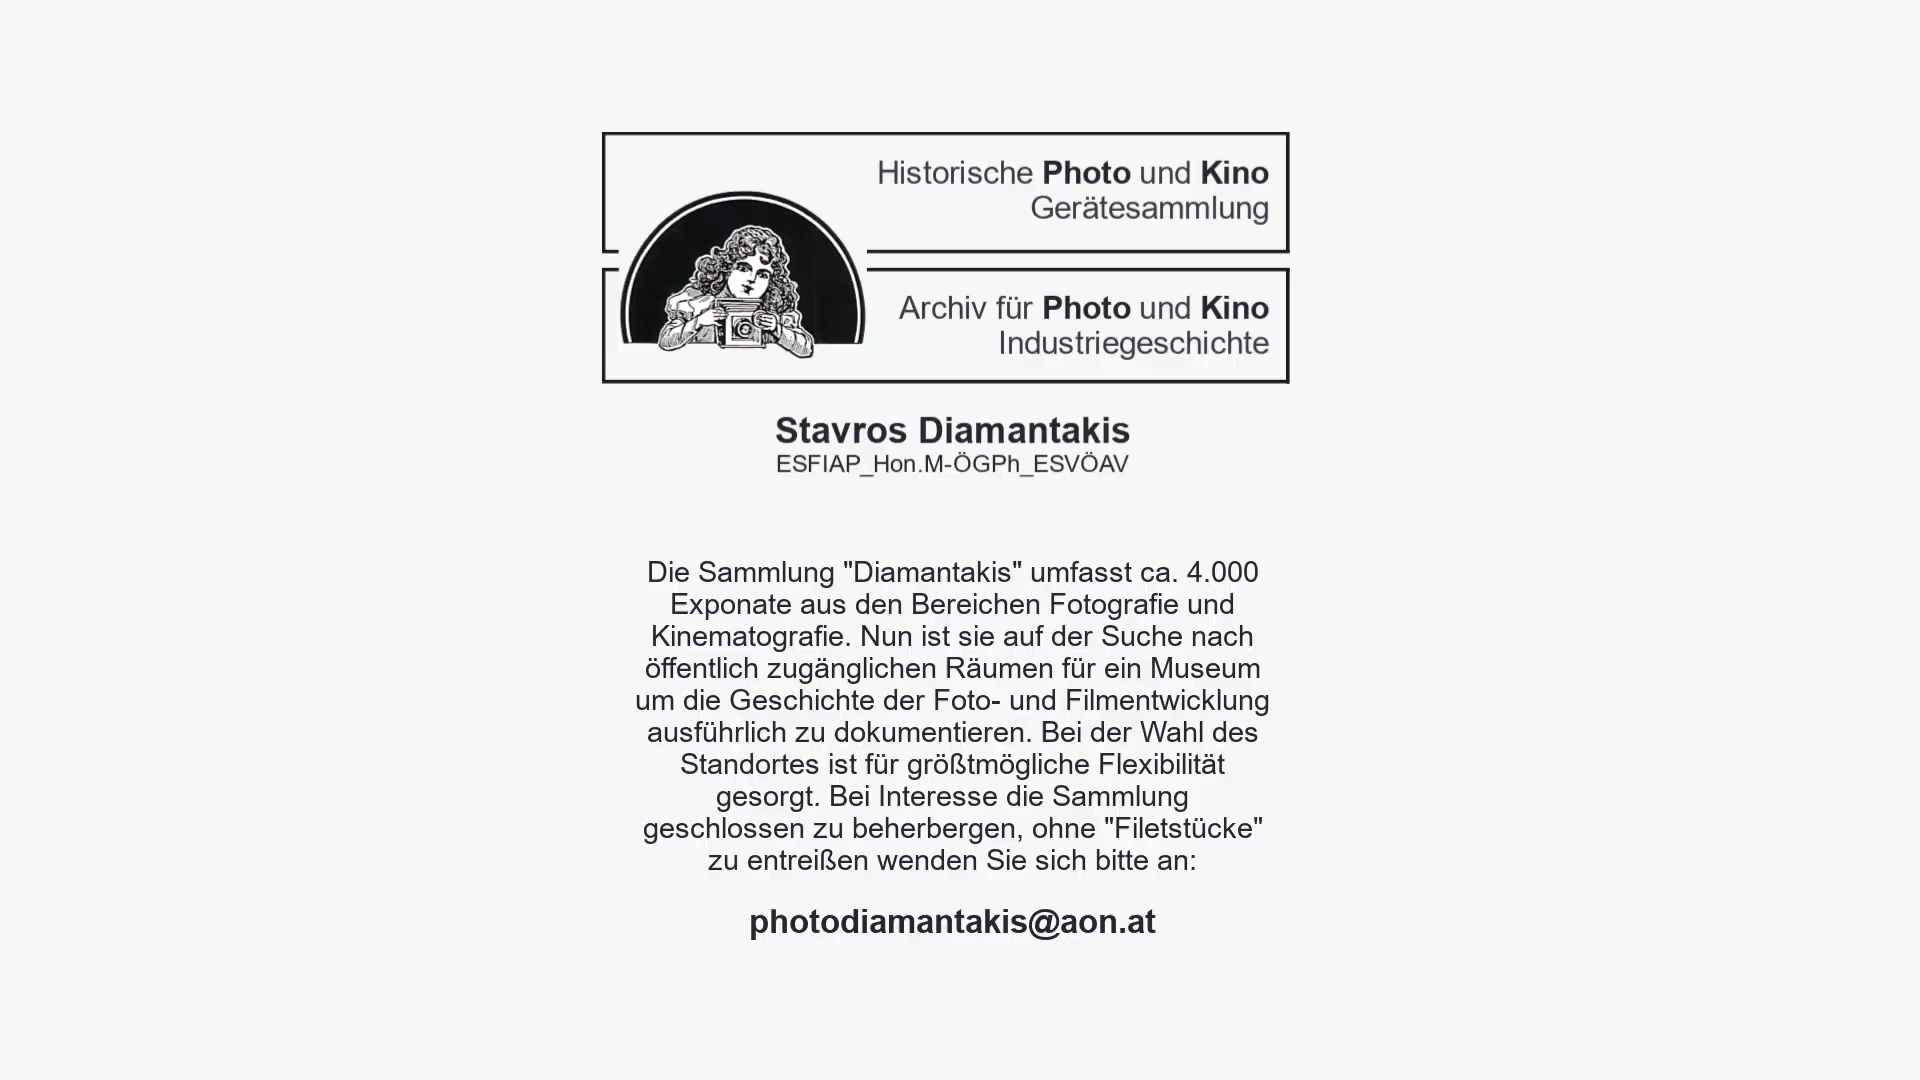 Historische Photo und Kino
Gerätesammlung
Archiv für Photo und Kino
Industriegeschichte
Stavros Diamantakis
ESFIAP_Hon.M-ÖGPh_ESVÖAV
Die Sammlung "Diamantakis" umfasst ca. 4.000
Exponate aus den Bereichen Fotografie und
Kinematografie. Nun ist sie auf der Suche nach
öffentlich zugänglichen Räumen für ein Museum
um die Geschichte der Foto- und Filmentwicklung
ausführlich zu dokumentieren. Bei der Wahl des
Standortes ist für größtmögliche Flexibilität
gesorgt. Bei Interesse die Sammlung
geschlossen zu beherbergen, ohne "Filetstücke"
zu entreißen wenden Sie sich bitte an:
photodiamantakis@aon.at